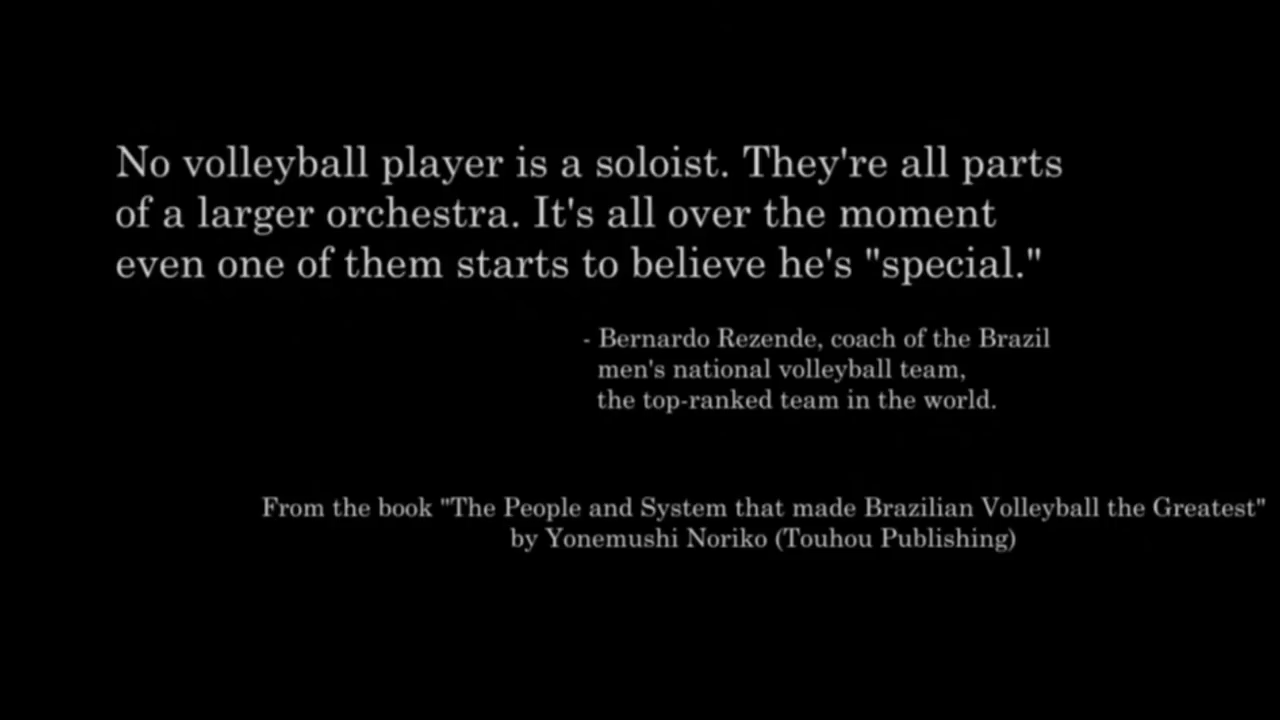 No volleyball player is a soloist. They're all parts
of a larger orchestra. It's all over the moment
even one of them starts to believe he's "special."
- Bernardo Rezende, coach of the Brazil
men's national volleyball team,
the top-ranked team in the world.
From the book "The People and System that made Brazilian Volleyball the Greatest"
by Yonemushi Noriko (Touhou Publishing)